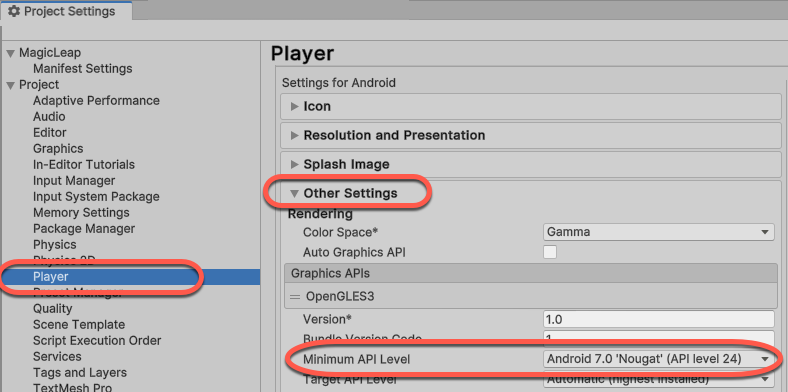 Project Settings
MagicLeap
Manifest Settings
Project
Adaptive Performance
Audio
Editor
Graphics
In-Editor Tutorials
Input Manager
Input System Package
Memory Settings
Package Manager
Physics
Physics 2D
Player
Preset Manager
Quality
Scene Template
Script Execution Order
Services
Tags and Layers
TextMesh Pro
Player
Settings for Android
Icon
Resolution and Presentation
Splash Image
Other Settings
Rendering
Color Space* Gamma
Auto Graphics API
Graphics APIs
OpenGLES3
Version* 1.0
Bundle Version Code 1
Minimum API Level Android 7.0 'Nougat' (API level 24)
Target API Level Automatic (highest installed)